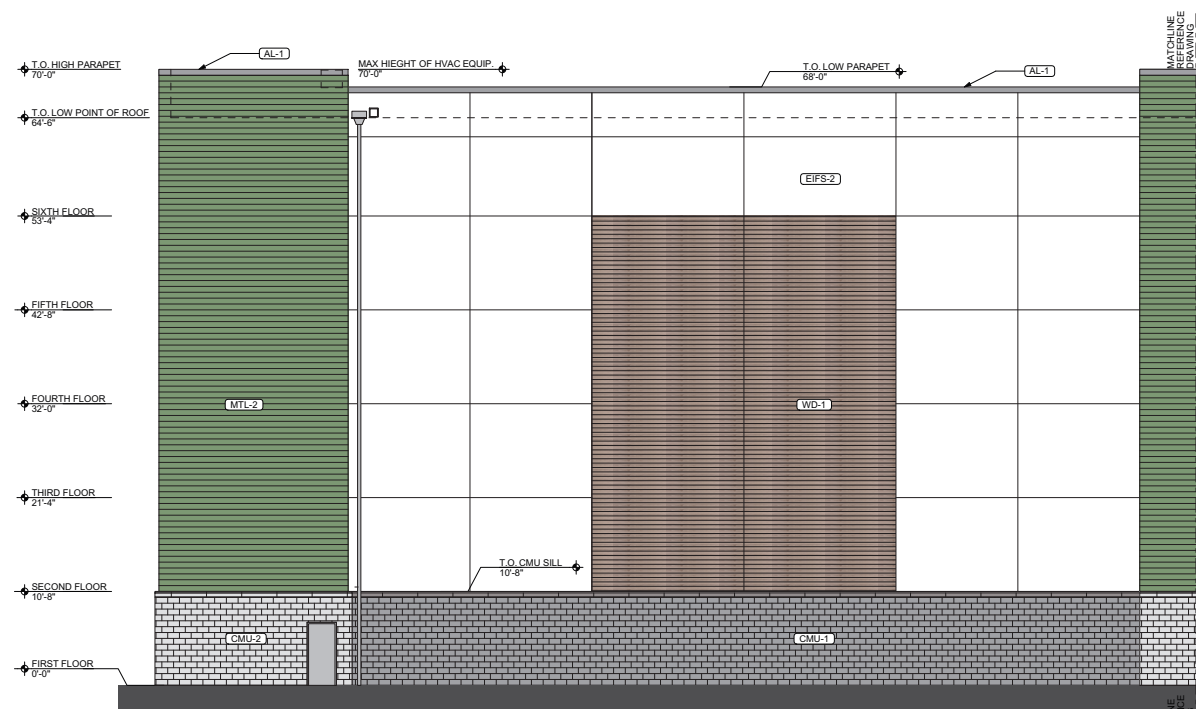 AL-1
T.O. HIGH PARAPET
70'-0"
MAX HIEGHT OF HVAC EQUIP.
70'-0"
T.O. LOW PARAPET
68'-0"
AL-1
MATCHLINE
REFERENCE
DRAWING
T.O. LOW POINT OF ROOF
64'-6"
EIFS-2
SIXTH FLOOR
53'-4"
FIFTH FLOOR
42'-8"
FOURTH FLOOR
32'-0"
MTL-2
WD-1
THIRD FLOOR
21'-4"
T.O. CMU SILL
10'-8"
SECOND FLOOR
10'-8"
CMU-2
CMU-1
FIRST FLOOR
0'-0"